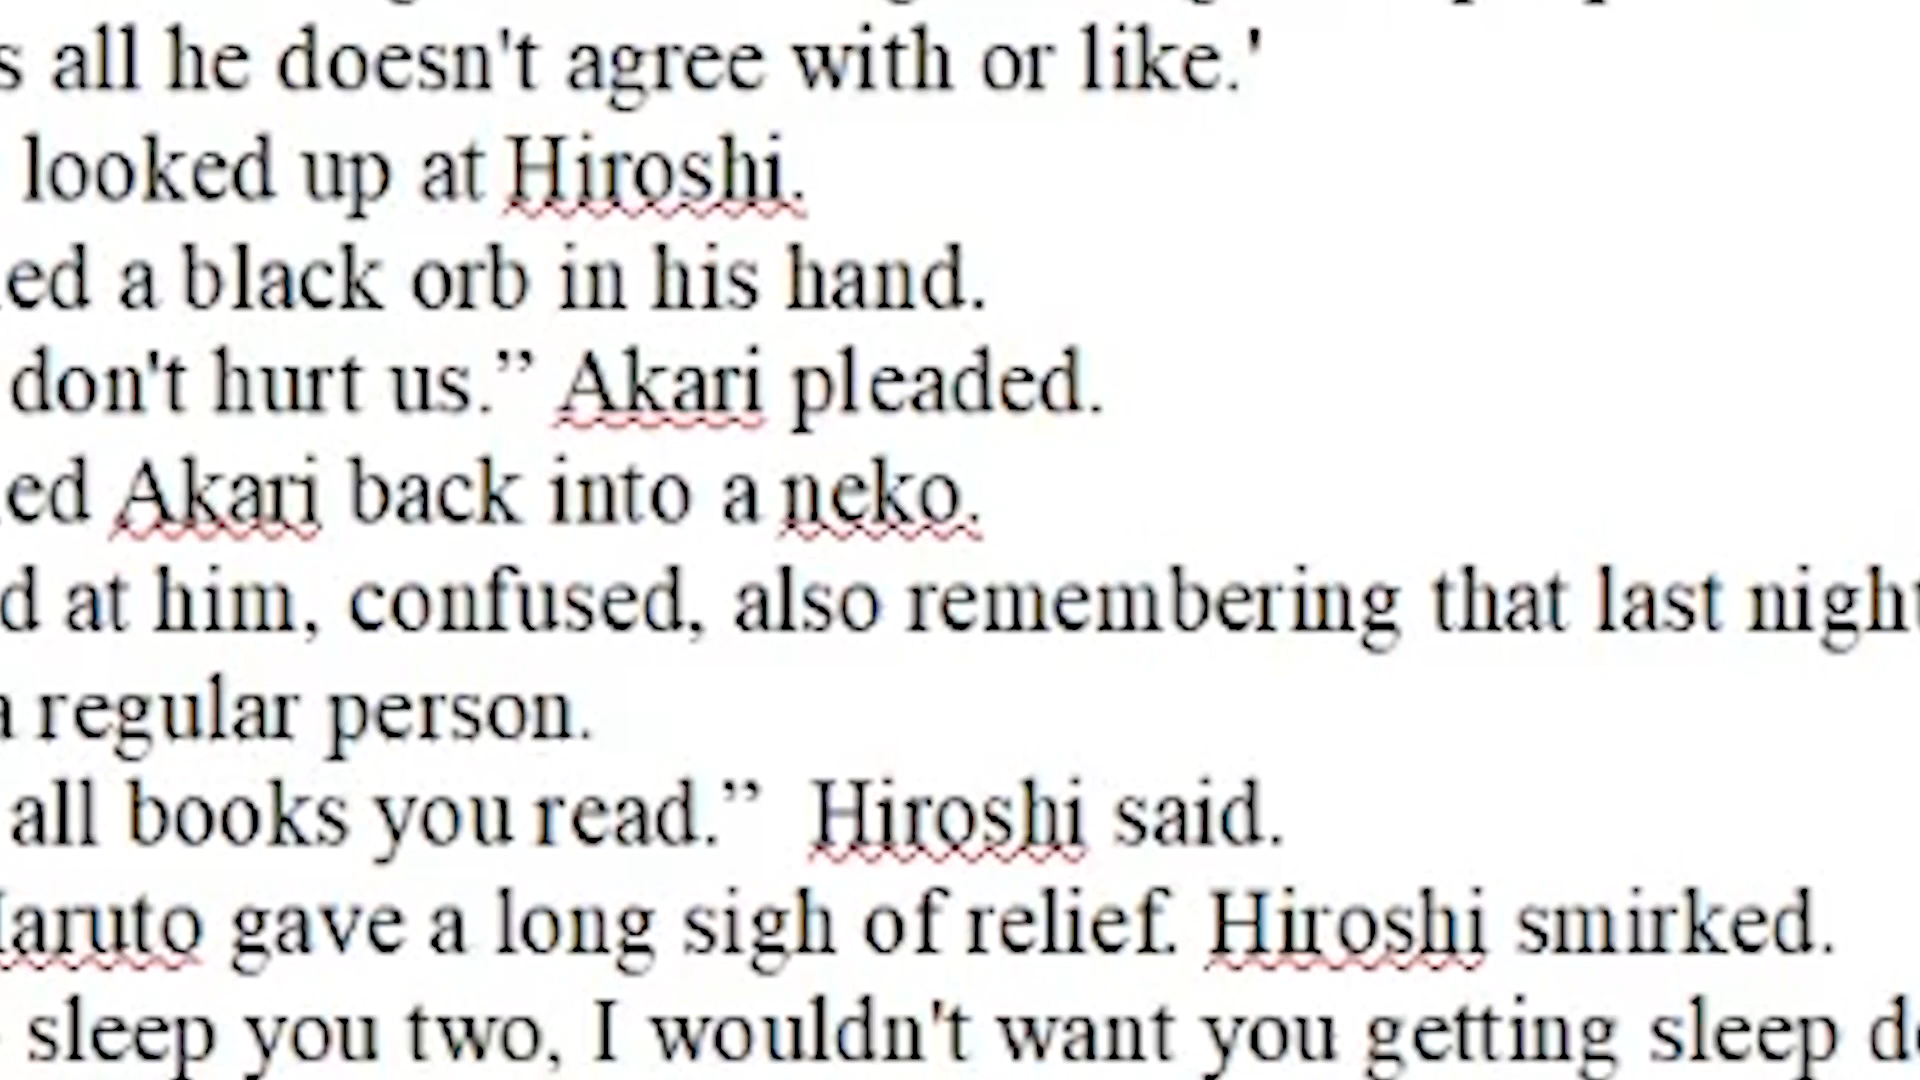 s all he doesn't agree with or like.'
looked up at Hiroshi.
ed a black orb in his hand.
don't hurt us.” Akari pleaded.
ed Akari back into a neko.
d at him, confused, also remembering that last night
a regular person.
all books you read.”  Hiroshi said.
aruto gave a long sigh of relief. Hiroshi smirked.
sleep you two, I wouldn't want you getting sleep d